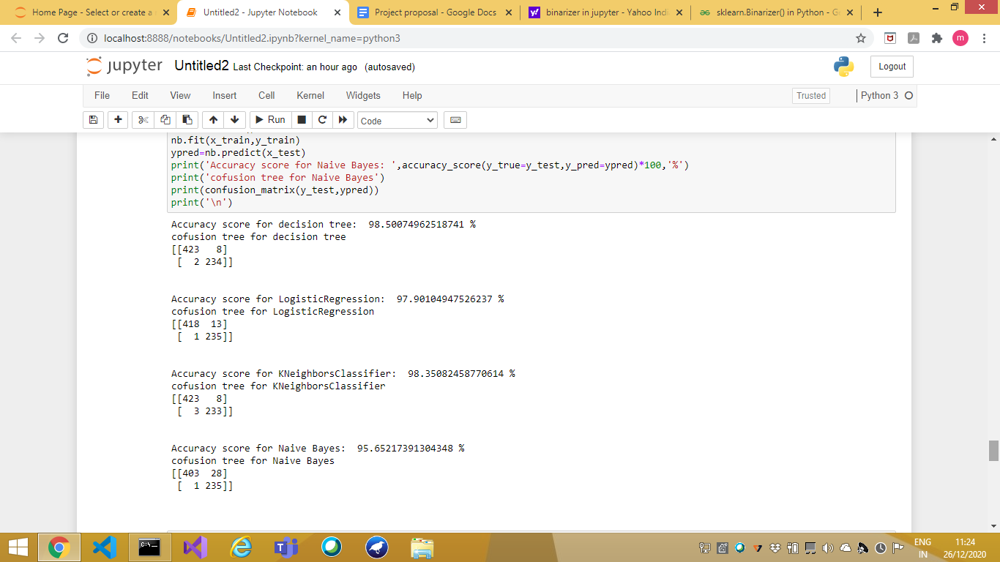 Home Page - Select or create a
Untitled2 - Jupyter Notebook
Project proposal - Google Docs
binarizer in jupyter - Yahoo Indi
sklearn.Binarizer() in Python - G
localhost:8888/notebooks/Untitled2.ipynb?kernel_name=python3
m
jupyter Untitled2 Last Checkpoint: an hour ago (autosaved)
Logout
File Edit View Insert Cell Kernel Widgets Help
Trusted
Python 3
Run
Code
nb.fit(x_train,y_train)
ypred=nb.predict(x_test)
print('Accuracy score for Naive Bayes: ',accuracy_score(y_true=y_test,y_pred=ypred)*100,'%')
print('cofusion tree for Naive Bayes')
print(confusion_matrix(y_test,ypred))
print('\n')
Accuracy score for decision tree:  98.50074962518741 %
cofusion tree for decision tree
[[423   8]
 [  2 234]]
Accuracy score for LogisticRegression:  97.90104947526237 %
cofusion tree for LogisticRegression
[[418  13]
 [  1 235]]
Accuracy score for KNeighborsClassifier:  98.35082458770614 %
cofusion tree for KNeighborsClassifier
[[423   8]
 [  3 233]]
Accuracy score for Naive Bayes:  95.65217391304348 %
cofusion tree for Naive Bayes
[[403  28]
 [  1 235]]
ENG
IN
11:24
26/12/2020